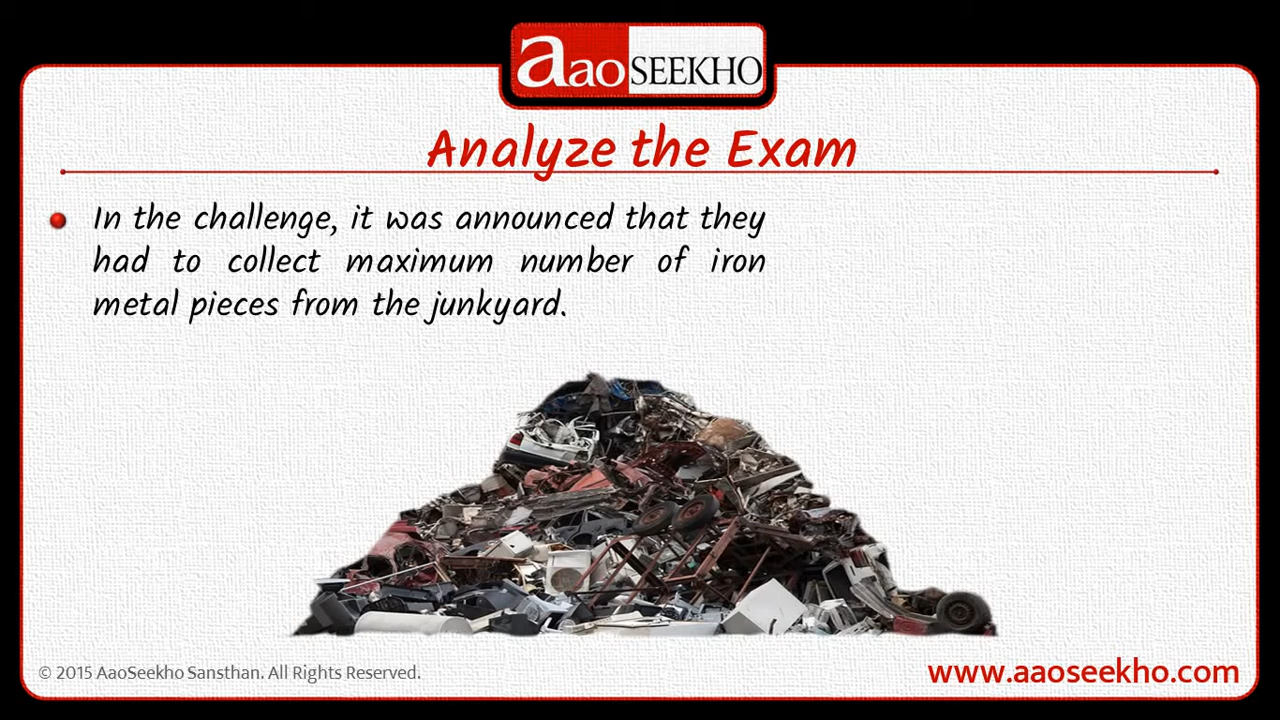 aaoSEEKHO
Analyze the Exam
In the challenge, it was announced that they
had to collect maximum number of iron
metal pieces from the junkyard.
© 2015 AaoSeekho Sansthan. All Rights Reserved.
www.aaoseekho.com